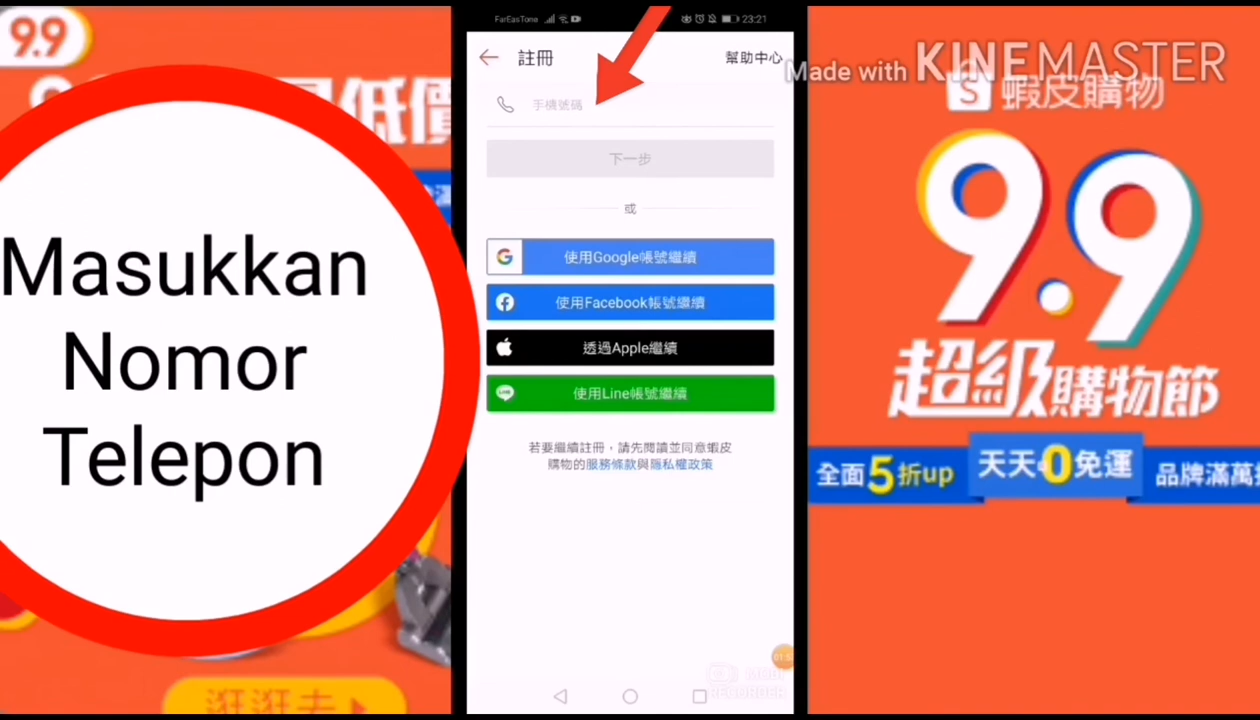 9.9
低價
Masukkan
Nomor
Telepon
逛逛去
FarEasTone
23:21
註冊
幫助中心
手機號碼
下一步
或
使用Google帳號繼續
使用Facebook帳號繼續
透過Apple繼續
使用Line帳號繼續
若要繼續註冊，請先閱讀並同意蝦皮
購物的服務條款與隱私權政策
RECORDER
Made with KINEMASTER
蝦皮購物
9.9
超級購物節
全面5折up
天天0免運
品牌滿萬